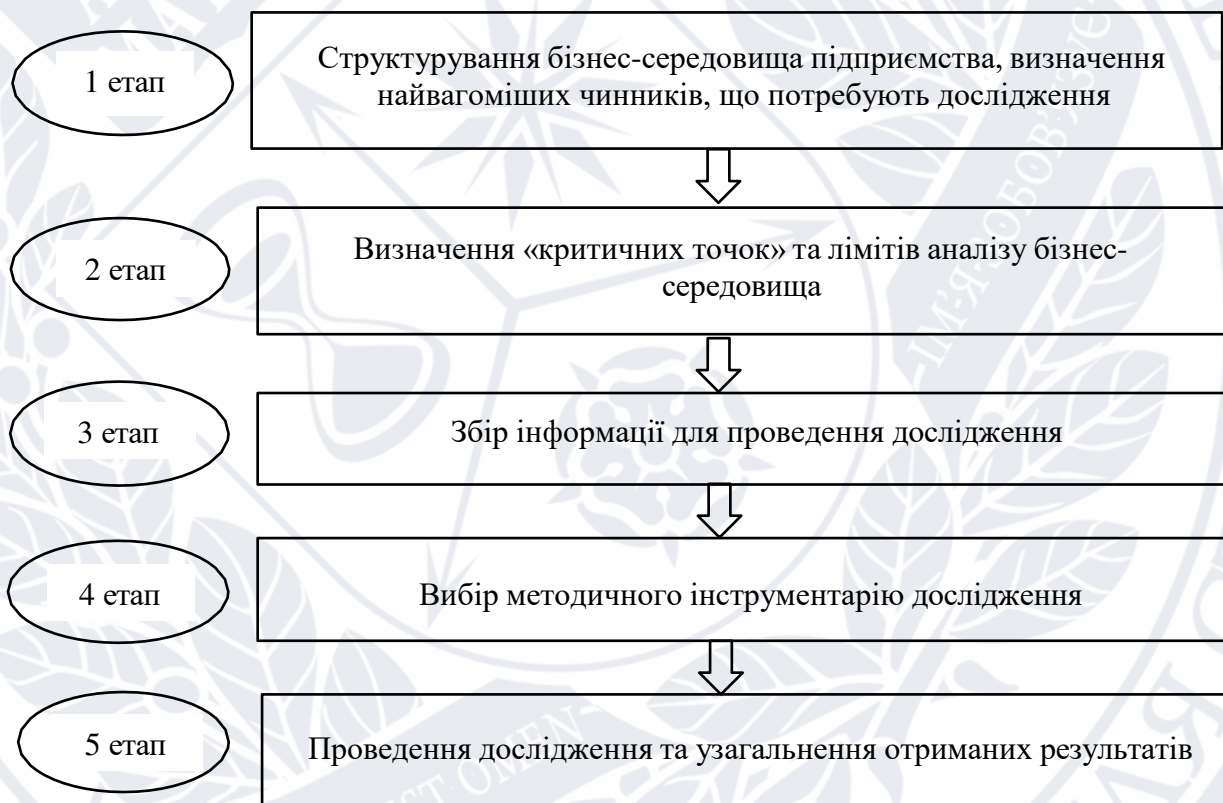 1 етап
Структурування бізнес-середовища підприємства, визначення
найвагоміших чинників, що потребують дослідження
2 етап
Визначення «критичних точок» та лімітів аналізу бізнес-
середовища
3 етап
Збір інформації для проведення дослідження
4 етап
Вибір методичного інструментарію дослідження
5 етап
Проведення дослідження та узагальнення отриманих результатів